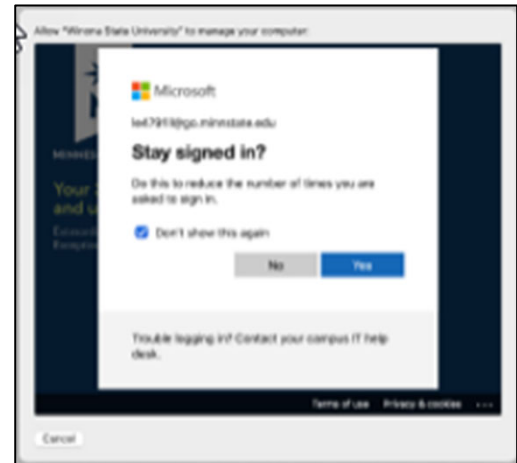 Allow "Winona State University" to manage your computer:
Microsoft
Stay signed in?
Do this to reduce the number of times you are
asked to sign in.
Don't show this again
No
Yes
Trouble logging in? Contact your campus IT help
desk.
Terms of use
Privacy & cookies
...
Cancel